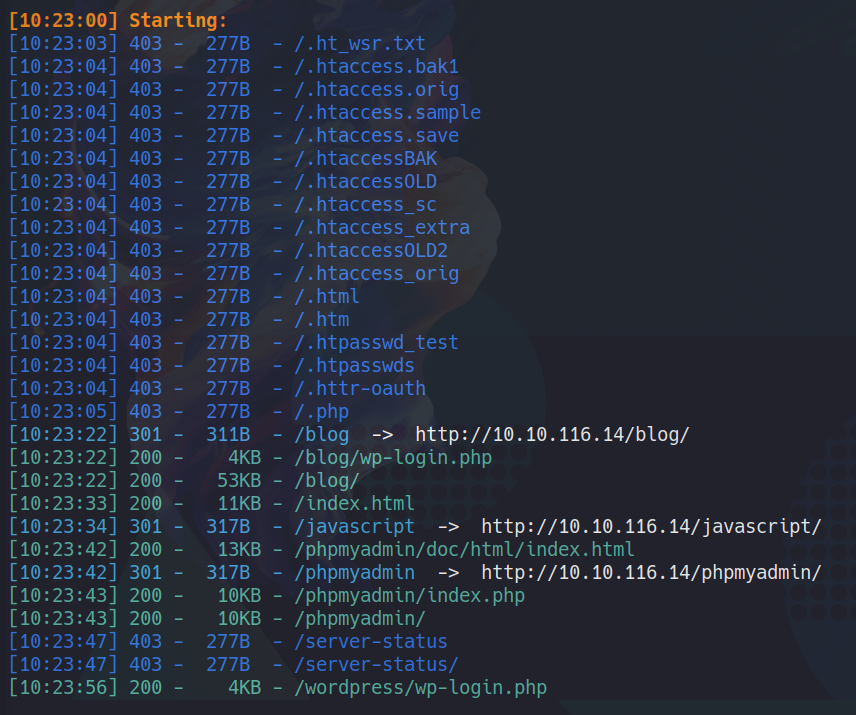 [10:23:00] Starting:
[10:23:03] 403 -  277B  - /.ht_wsr.txt
[10:23:04] 403 -  277B  - /.htaccess.bak1
[10:23:04] 403 -  277B  - /.htaccess.orig
[10:23:04] 403 -  277B  - /.htaccess.sample
[10:23:04] 403 -  277B  - /.htaccess.save
[10:23:04] 403 -  277B  - /.htaccessBAK
[10:23:04] 403 -  277B  - /.htaccessOLD
[10:23:04] 403 -  277B  - /.htaccess_sc
[10:23:04] 403 -  277B  - /.htaccess_extra
[10:23:04] 403 -  277B  - /.htaccessOLD2
[10:23:04] 403 -  277B  - /.htaccess_orig
[10:23:04] 403 -  277B  - /.html
[10:23:04] 403 -  277B  - /.htm
[10:23:04] 403 -  277B  - /.htpasswd_test
[10:23:04] 403 -  277B  - /.htpasswds
[10:23:04] 403 -  277B  - /.httr-oauth
[10:23:05] 403 -  277B  - /.php
[10:23:22] 301 -  311B  - /blog  ->  http://10.10.116.14/blog/
[10:23:22] 200 -    4KB - /blog/wp-login.php
[10:23:22] 200 -   53KB - /blog/
[10:23:33] 200 -   11KB - /index.html
[10:23:34] 301 -  317B  - /javascript  ->  http://10.10.116.14/javascript/
[10:23:42] 200 -   13KB - /phpmyadmin/doc/html/index.html
[10:23:42] 301 -  317B  - /phpmyadmin  ->  http://10.10.116.14/phpmyadmin/
[10:23:43] 200 -   10KB - /phpmyadmin/index.php
[10:23:43] 200 -   10KB - /phpmyadmin/
[10:23:47] 403 -  277B  - /server-status
[10:23:47] 403 -  277B  - /server-status/
[10:23:56] 200 -    4KB - /wordpress/wp-login.php